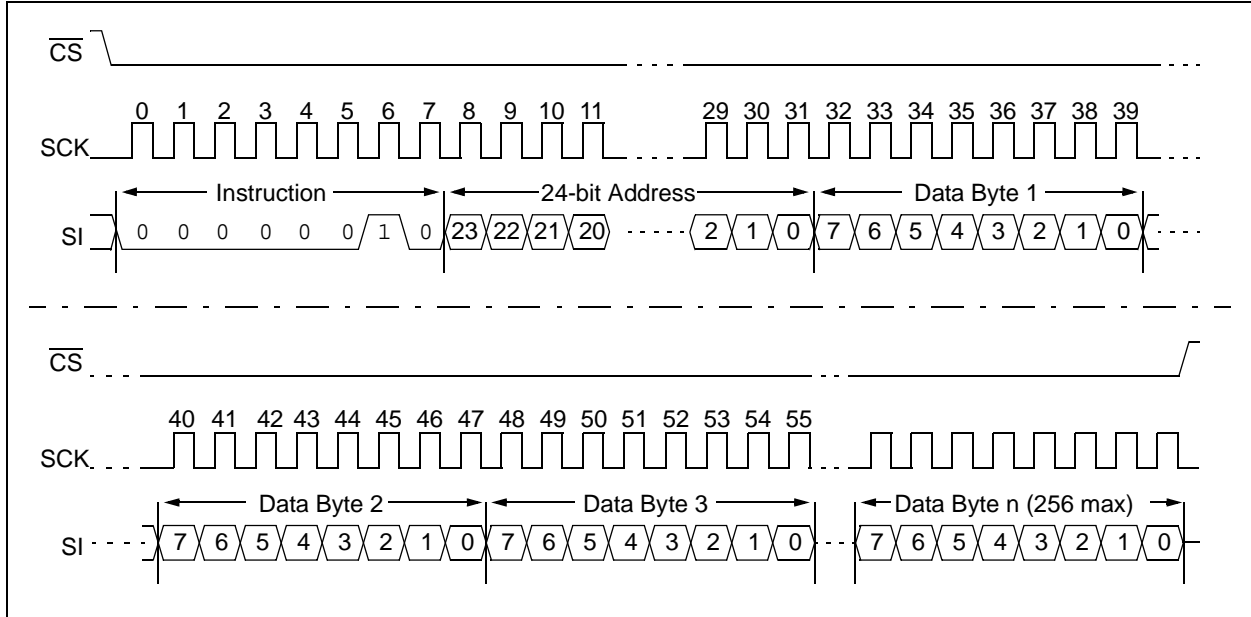 CS
0 1 2 3 4 5 6 7 8 9 10 11 29 30 31 32 33 34 35 36 37 38 39
SCK
Instruction 24-bit Address Data Byte 1
SI 0 0 0 0 0 0 1 0 23 22 21 20 2 1 0 7 6 5 4 3 2 1 0
CS
40 41 42 43 44 45 46 47 48 49 50 51 52 53 54 55
SCK
Data Byte 2 Data Byte 3 Data Byte n (256 max)
SI 7 6 5 4 3 2 1 0 7 6 5 4 3 2 1 0 7 6 5 4 3 2 1 0